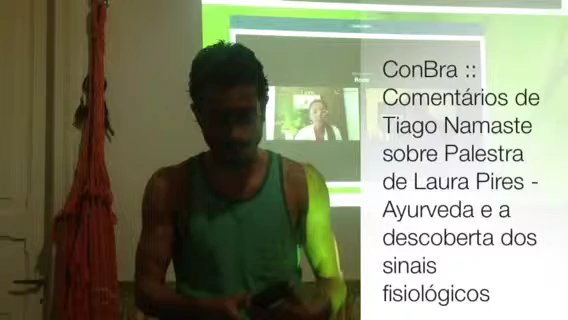 ConBra ::
Comentários de
Tiago Namaste
sobre Palestra
de Laura Pires -
Ayurveda e a
descoberta dos
sinais
fisiológicos